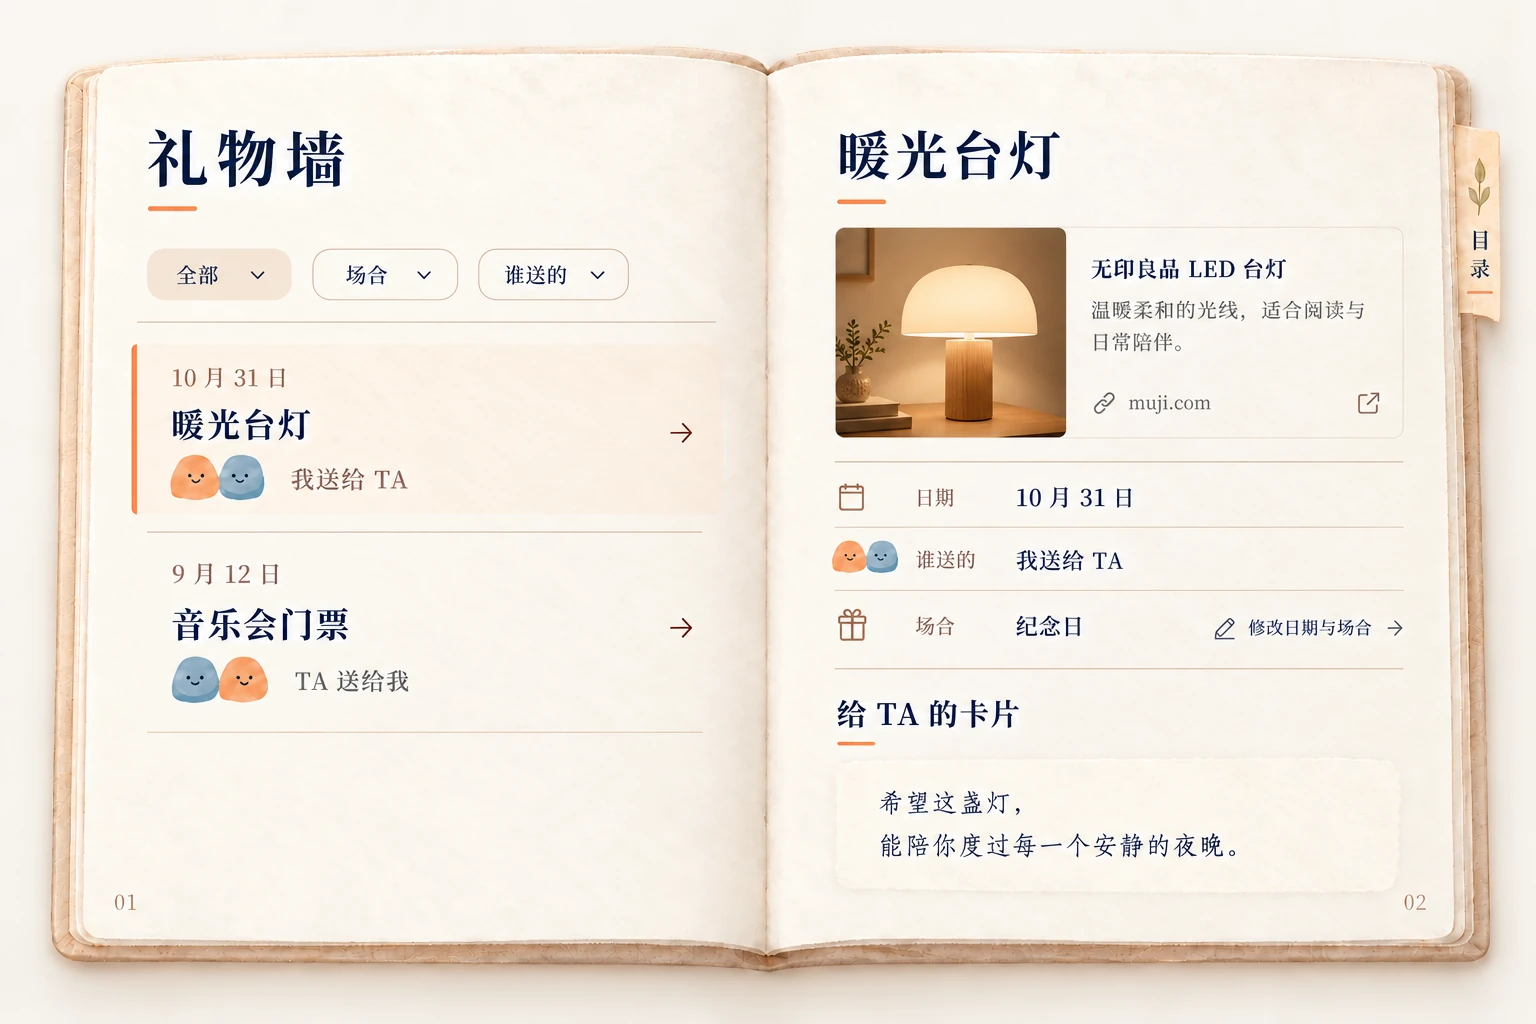 礼物墙
全部
场合
谁送的
10 月 31 日
暖光台灯
我送给 TA
9 月 12 日
音乐会门票
TA 送给我
01
暖光台灯
无印良品 LED 台灯
温暖柔和的光线，适合阅读与
日常陪伴。
muji.com
日期
10 月 31 日
谁送的
我送给 TA
场合
纪念日
修改日期与场合
给 TA 的卡片
希望这盏灯，
能陪你度过每一个安静的夜晚。
02
目录